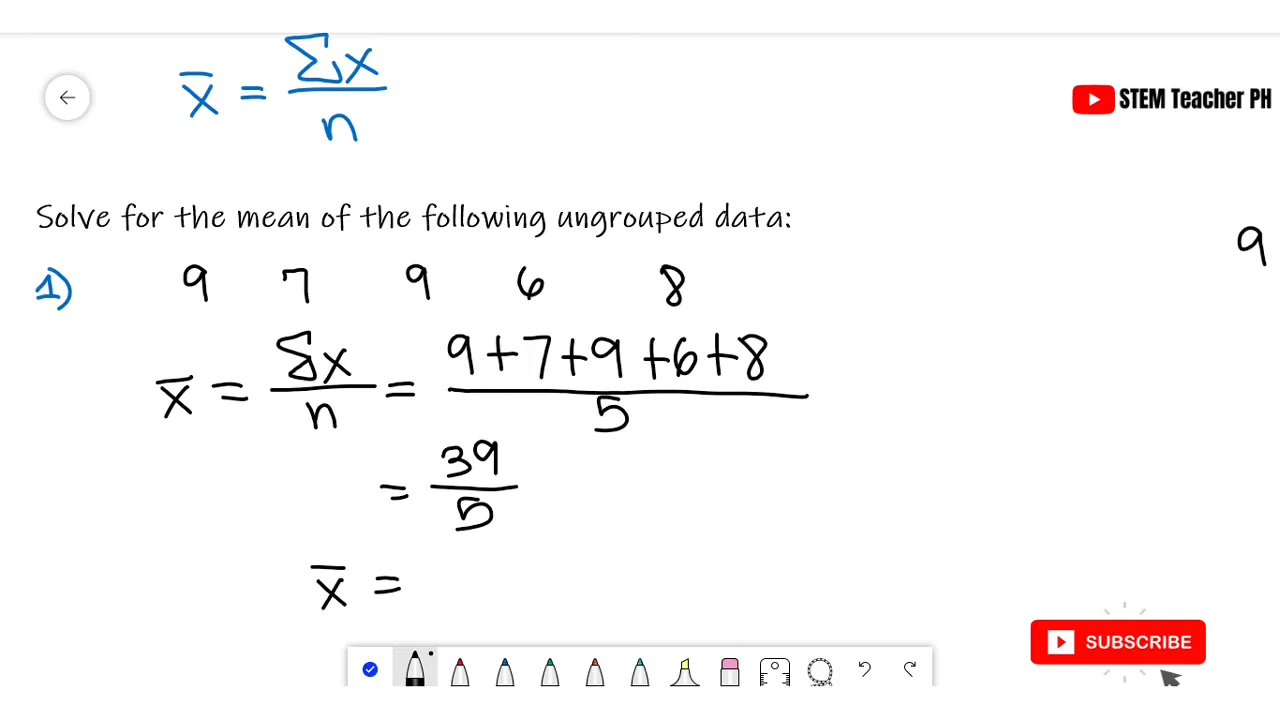 x̄ = Σx / n
STEM Teacher PH
Solve for the mean of the following ungrouped data:
9
1) 9 7 9 6 8
x̄ = Σx / n = 9+7+9+6+8 / 5
= 39 / 5
x̄ =
SUBSCRIBE